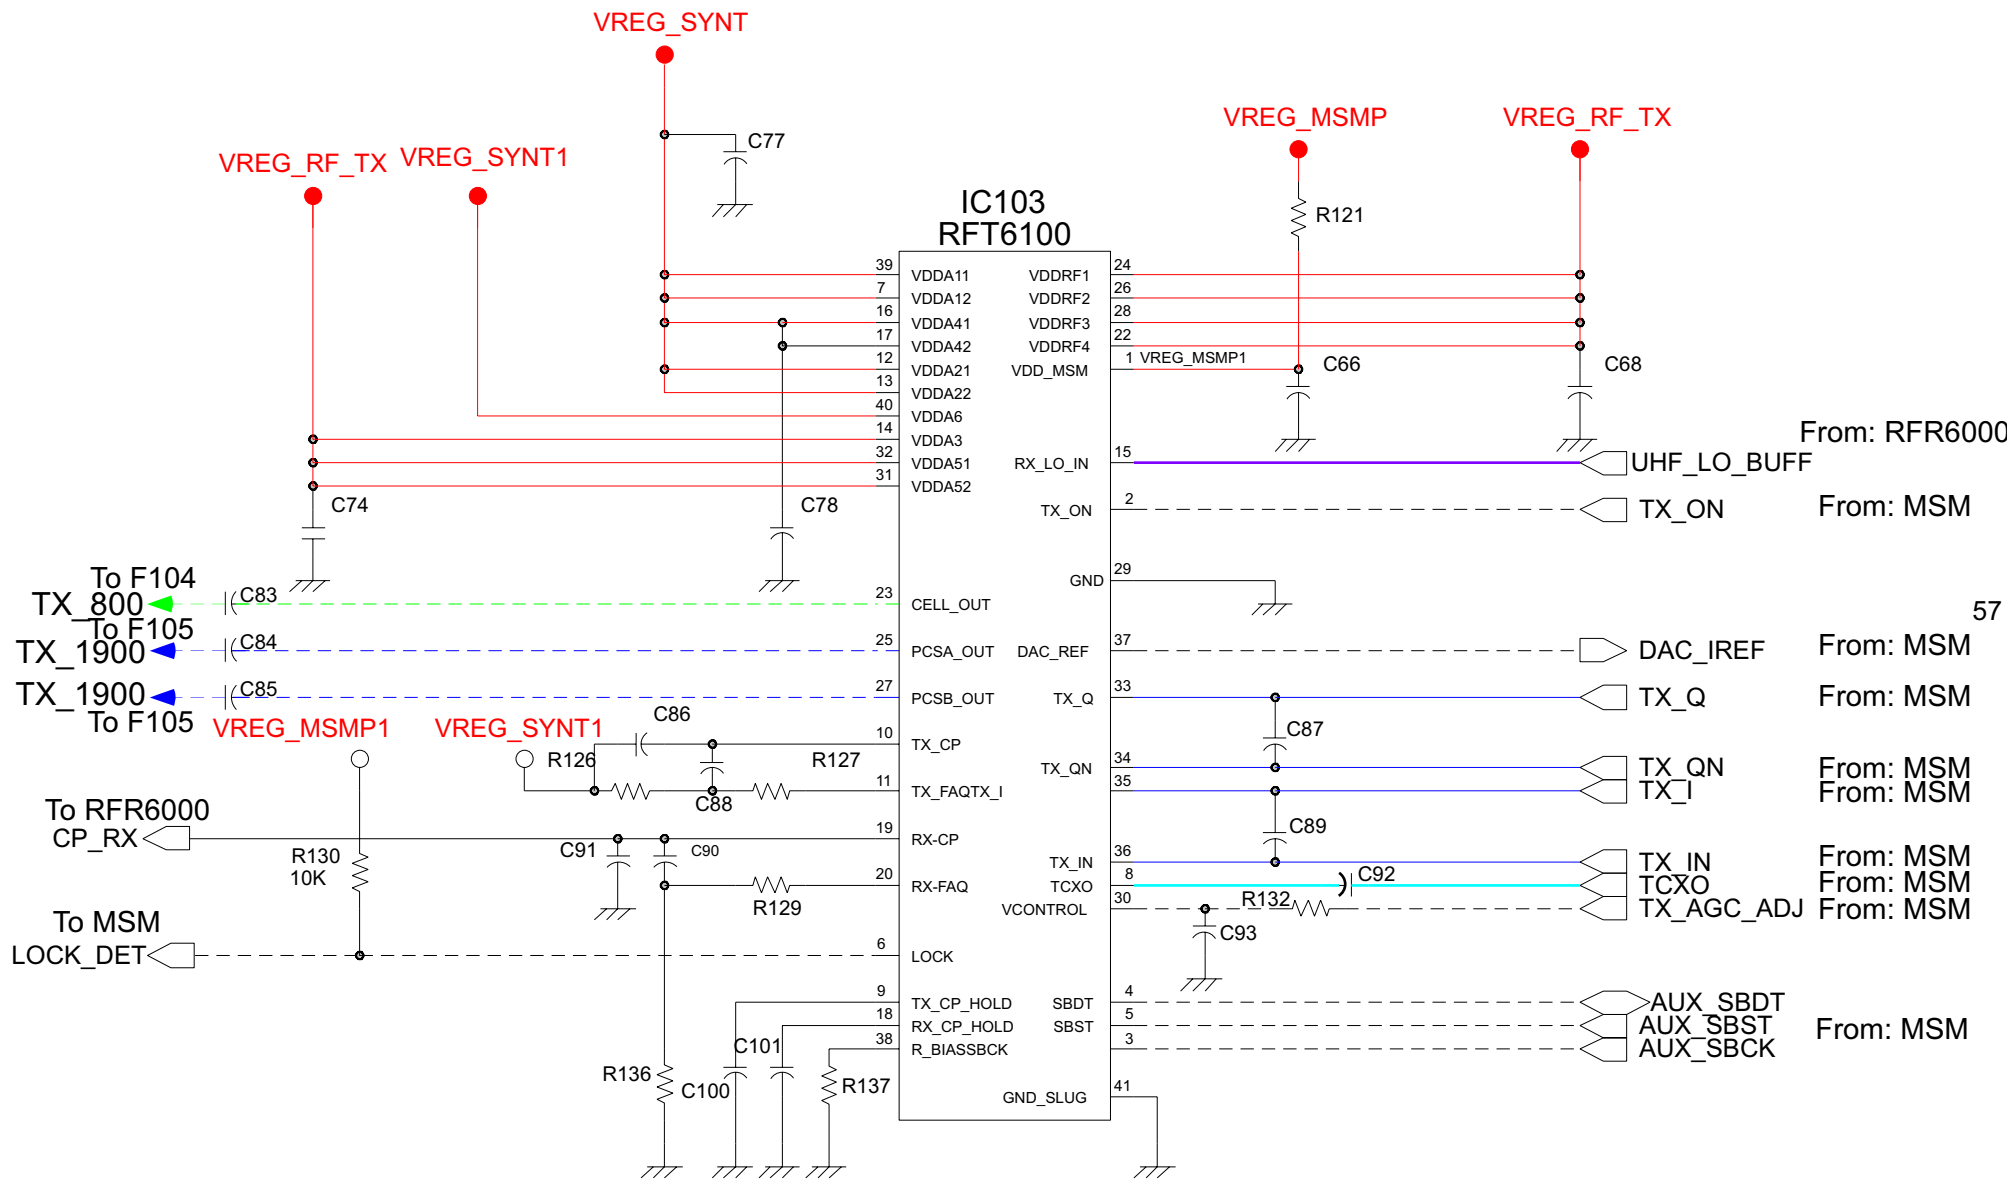 VREG_SYNT
C77
VREG_MSMP
VREG_RF_TX
VREG_RF_TX
VREG_SYNT1
IC103
RFT6100
R121
39 VDDA11 VDDRF1 24
7 VDDA12 VDDRF2 26
16 VDDA41 VDDRF3 28
17 VDDA42 VDDRF4 22
12 VDDA21 VDD_MSM 1 VREG_MSMP1 C66 C68
13 VDDA22
40 VDDA6
14 VDDA3
From: RFR6000
32 VDDA51 RX_LO_IN 15 UHF_LO_BUFF
31 VDDA52
C74 C78
TX_ON 2 TX_ON From: MSM
To F104
GND 29
TX_800 C83 23 CELL_OUT
57
To F105
TX_1900 C84 25 PCSA_OUT DAC_REF 37 DAC_IREF From: MSM
TX_1900 C85 27 PCSB_OUT TX_Q 33 TX_Q From: MSM
To F105
VREG_MSMP1 VREG_SYNT1 C86
C87
10 TX_CP
R126 R127
TX_QN 34 TX_QN From: MSM
11 TX_FAQTX_I 35 TX_I From: MSM
C88
To RFR6000
CP_RX 19 RX-CP
C89
C91 C90
R130
10K
TX_IN 36 TX_IN From: MSM
20 RX-FAQ TCXO 8 C92 TCXO From: MSM
R129
VCONTROL 30 R132 TX_AGC_ADJ From: MSM
C93
To MSM
LOCK_DET 6 LOCK
9 TX_CP_HOLD SBDT 4 AUX_SBDT
18 RX_CP_HOLD SBST 5 AUX_SBST From: MSM
38 R_BIASSBCK 3 AUX_SBCK
C101
R136 C100 R137
GND_SLUG 41